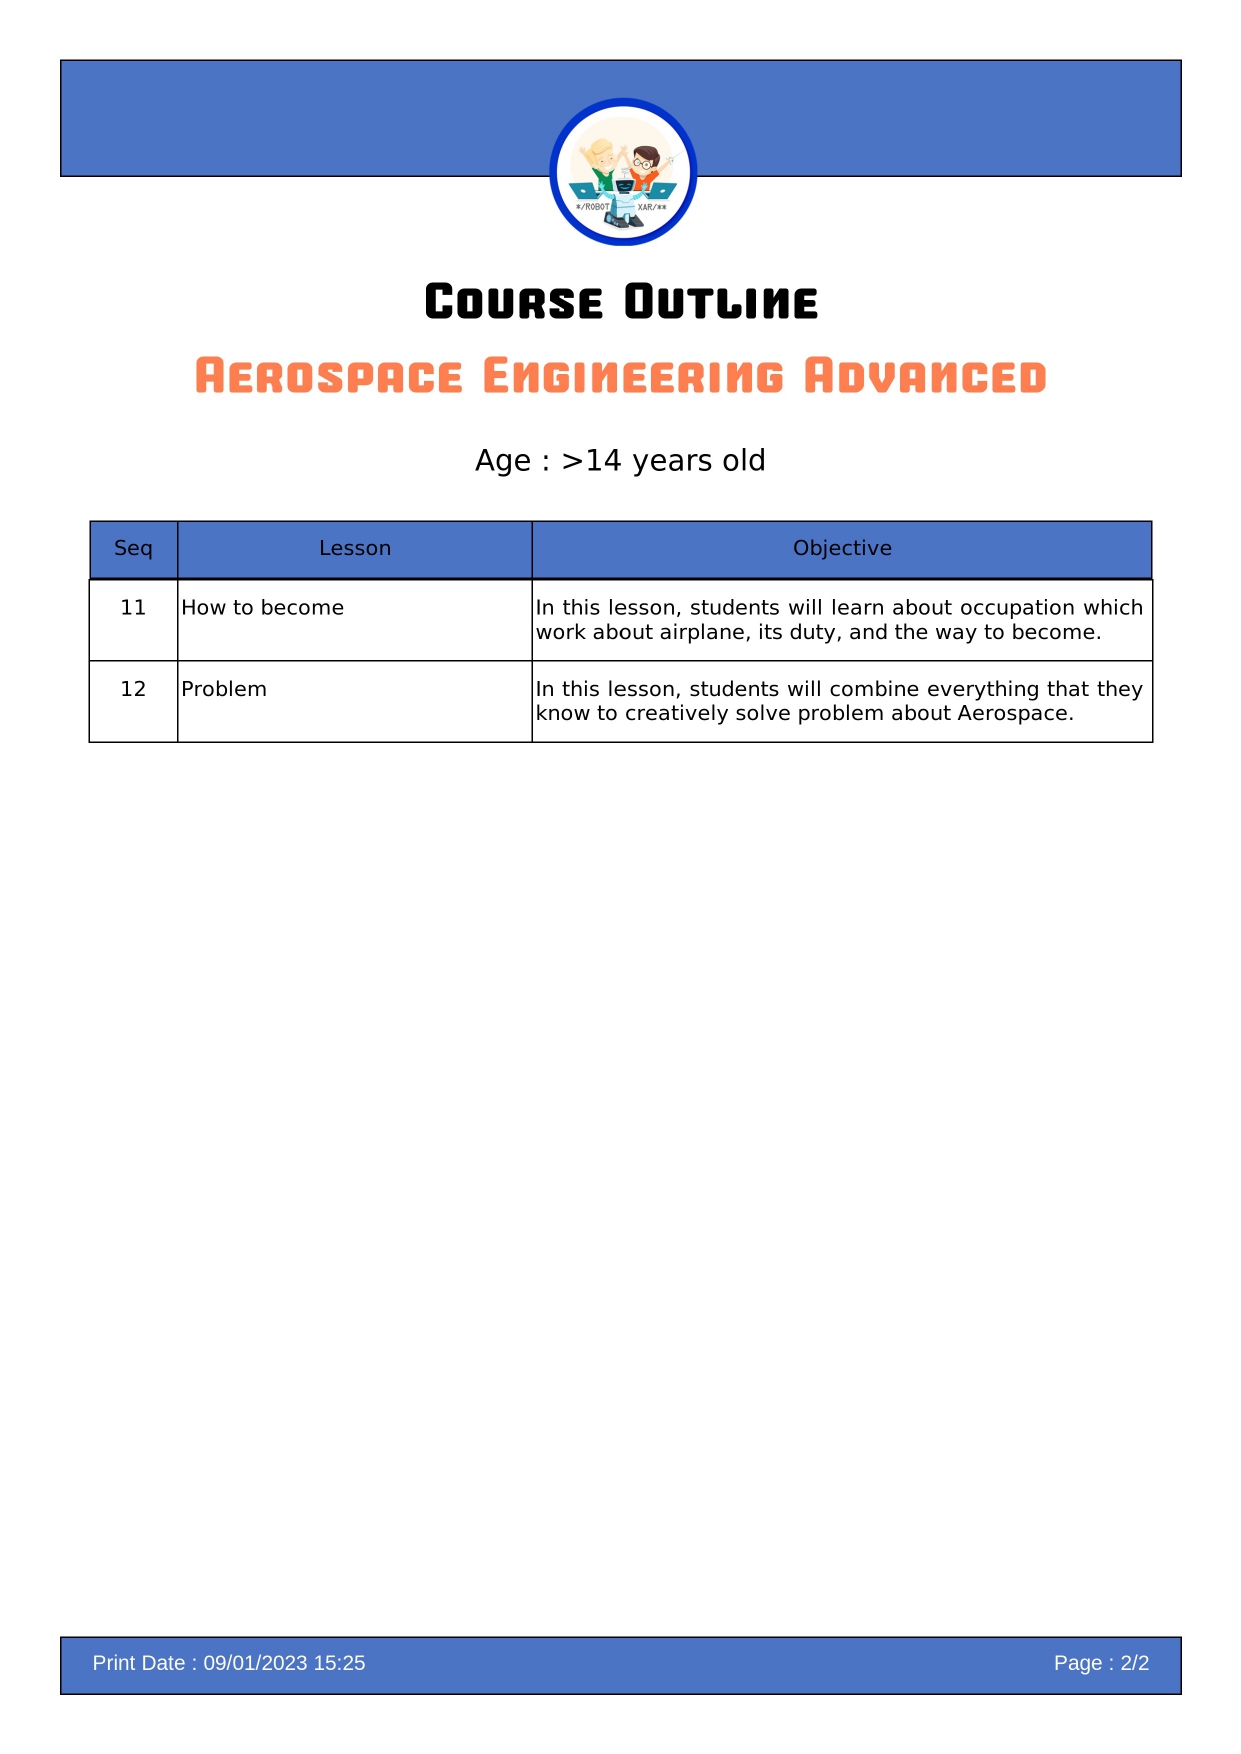 */ROBOT XAR/**
Course Outline
Aerospace Engineering Advanced
Age : >14 years old
Seq Lesson Objective
11 How to become In this lesson, students will learn about occupation which
work about airplane, its duty, and the way to become.
12 Problem In this lesson, students will combine everything that they
know to creatively solve problem about Aerospace.
Print Date : 09/01/2023 15:25 Page : 2/2